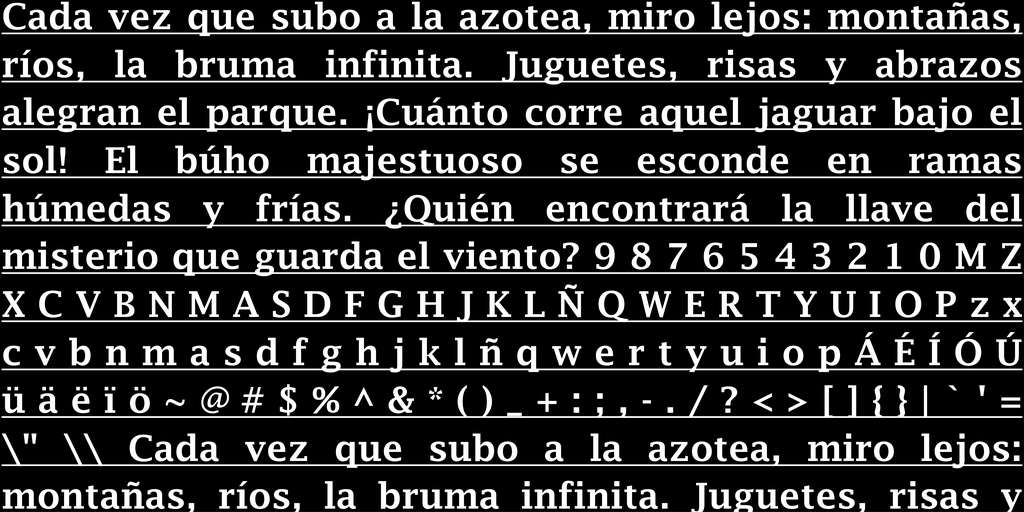 Cada vez que subo a la azotea, miro lejos: montañas,
ríos, la bruma infinita. Juguetes, risas y abrazos
alegran el parque. ¡Cuánto corre aquel jaguar bajo el
sol! El búho majestuoso se esconde en ramas
húmedas y frías. ¿Quién encontrará la llave del
misterio que guarda el viento? 9 8 7 6 5 4 3 2 1 0 M Z
X C V B N M A S D F G H J K L Ñ Q W E R T Y U I O P z x
c v b n m a s d f g h j k l ñ q w e r t y u i o p Á É Í Ó Ú
ü ä ë ï ö ~ @ # $ % ^ & * ( ) _ + : ; , - . / ? < > [ ] { } | ` ' =
\" \\ Cada vez que subo a la azotea, miro lejos:
montañas, ríos, la bruma infinita. Juguetes, risas y